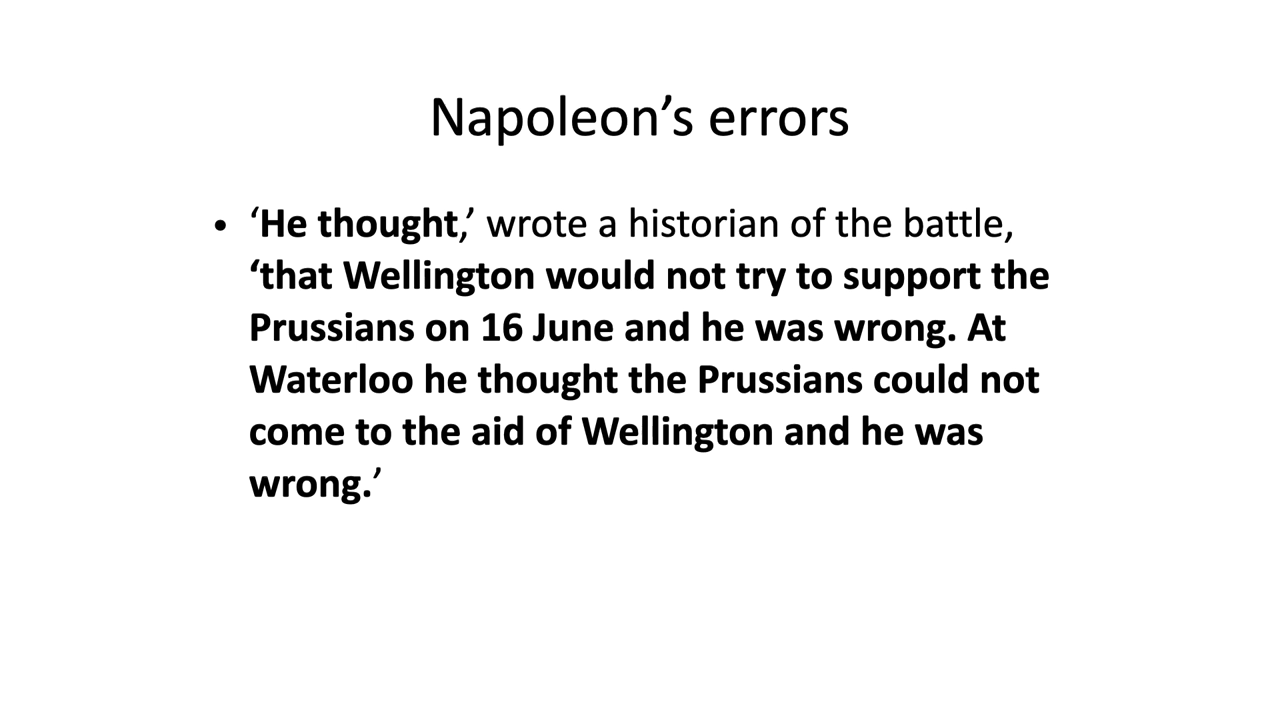 Napoleon’s errors
• ‘He thought,’ wrote a historian of the battle,
‘that Wellington would not try to support the
Prussians on 16 June and he was wrong. At
Waterloo he thought the Prussians could not
come to the aid of Wellington and he was
wrong.’